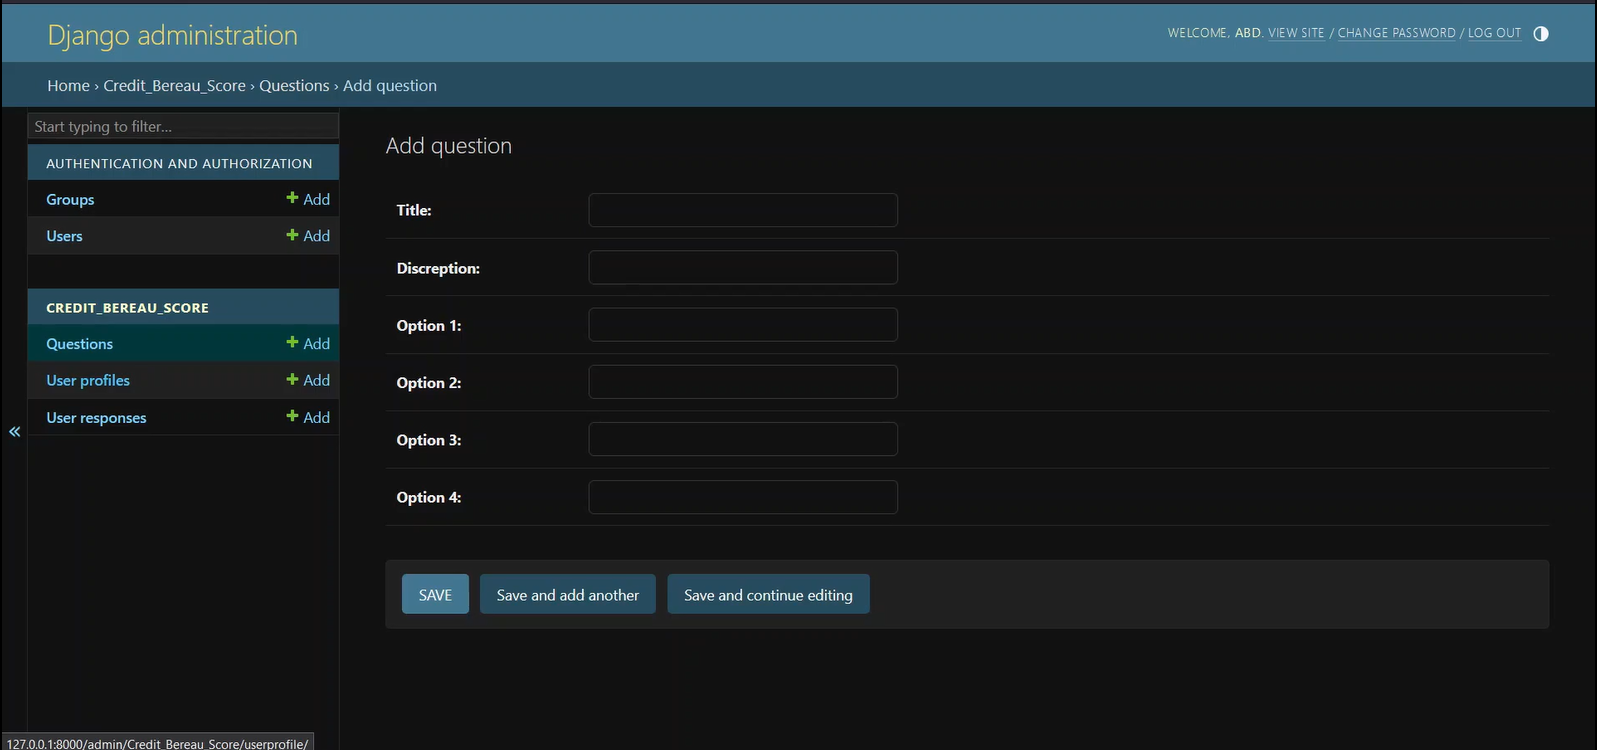 Django administration
WELCOME, ABD. VIEW SITE / CHANGE PASSWORD / LOG OUT
Home › Credit_Bereau_Score › Questions › Add question
Start typing to filter...
AUTHENTICATION AND AUTHORIZATION
Groups + Add
Users + Add
CREDIT_BEREAU_SCORE
Questions + Add
User profiles + Add
User responses + Add
«
Add question
Title:
Discreption:
Option 1:
Option 2:
Option 3:
Option 4:
SAVE Save and add another Save and continue editing
127.0.0.1:8000/admin/Credit_Bereau_Score/userprofile/